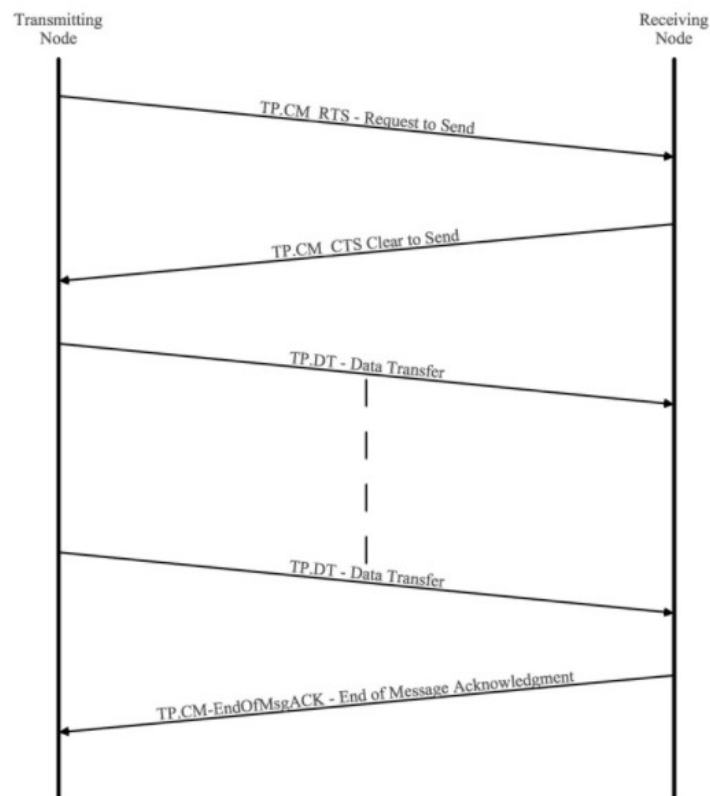 Transmitting
Node
Receiving
Node
TP.CM_RTS - Request to Send
TP.CM_CTS Clear to Send
TP.DT - Data Transfer
TP.DT - Data Transfer
TP.CM-EndOfMsgACK - End of Message Acknowledgment